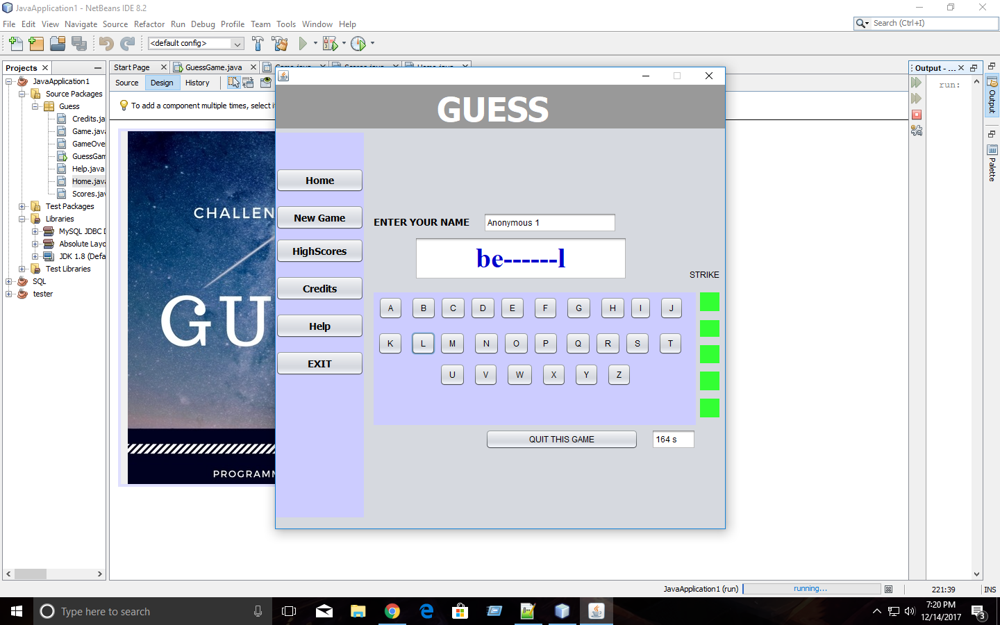 JavaApplication1 - NetBeans IDE 8.2
File Edit View Navigate Source Refactor Run Debug Profile Team Tools Window Help
Search (Ctrl+I)
<default config>
Projects
Start Page
GuessGame.java
Output - ...
Source Design History
To add a component multiple times, select i
JavaApplication1
Source Packages
Guess
Credits.ja
Game.java
GameOve
GuessGam
Help.java
Home.java
Scores.jav
Test Packages
Libraries
MySQL JDBC D
Absolute Layo
JDK 1.8 (Defa
Test Libraries
SQL
tester
CHALLEN
GU
PROGRAMM
GUESS
Home
New Game
HighScores
Credits
Help
EXIT
ENTER YOUR NAME
Anonymous 1
be------l
STRIKE
A B C D E F G H I J
K L M N O P Q R S T
U V W X Y Z
QUIT THIS GAME
164 s
run:
Output
Palette
JavaApplication1 (run)
running...
221:39
INS
Type here to search
7:20 PM
12/14/2017
3